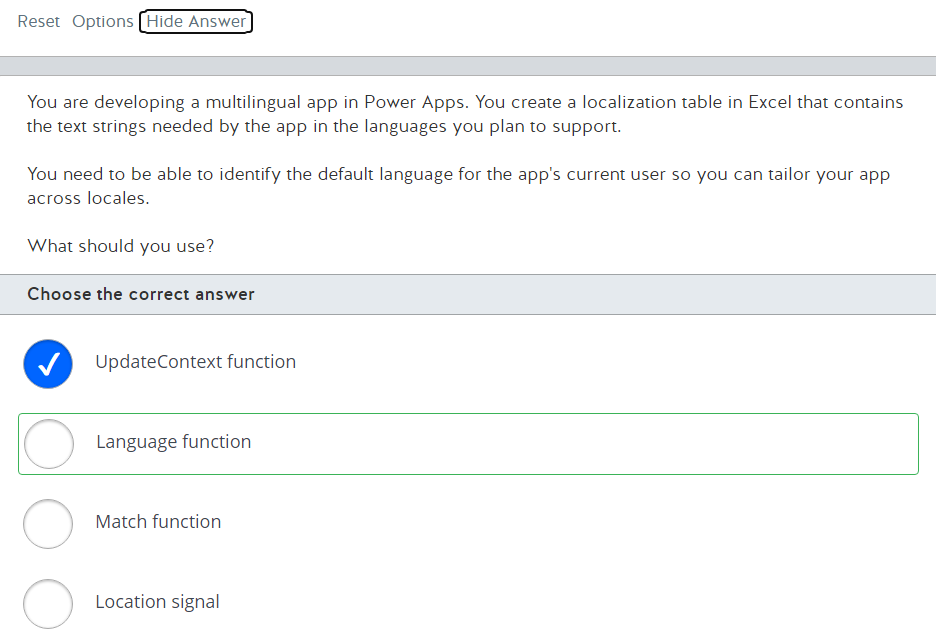 Reset Options Hide Answer
You are developing a multilingual app in Power Apps. You create a localization table in Excel that contains
the text strings needed by the app in the languages you plan to support.
You need to be able to identify the default language for the app's current user so you can tailor your app
across locales.
What should you use?
Choose the correct answer
UpdateContext function
Language function
Match function
Location signal